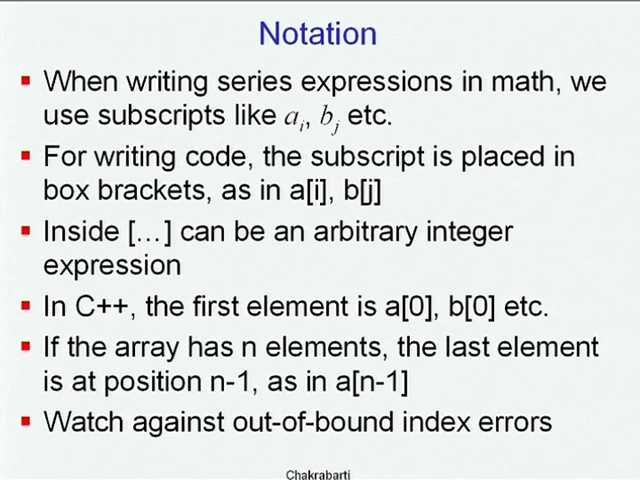 Notation
When writing series expressions in math, we
use subscripts like ai, bj etc.
For writing code, the subscript is placed in
box brackets, as in a[i], b[j]
Inside […] can be an arbitrary integer
expression
In C++, the first element is a[0], b[0] etc.
If the array has n elements, the last element
is at position n-1, as in a[n-1]
Watch against out-of-bound index errors
Chakrabarti